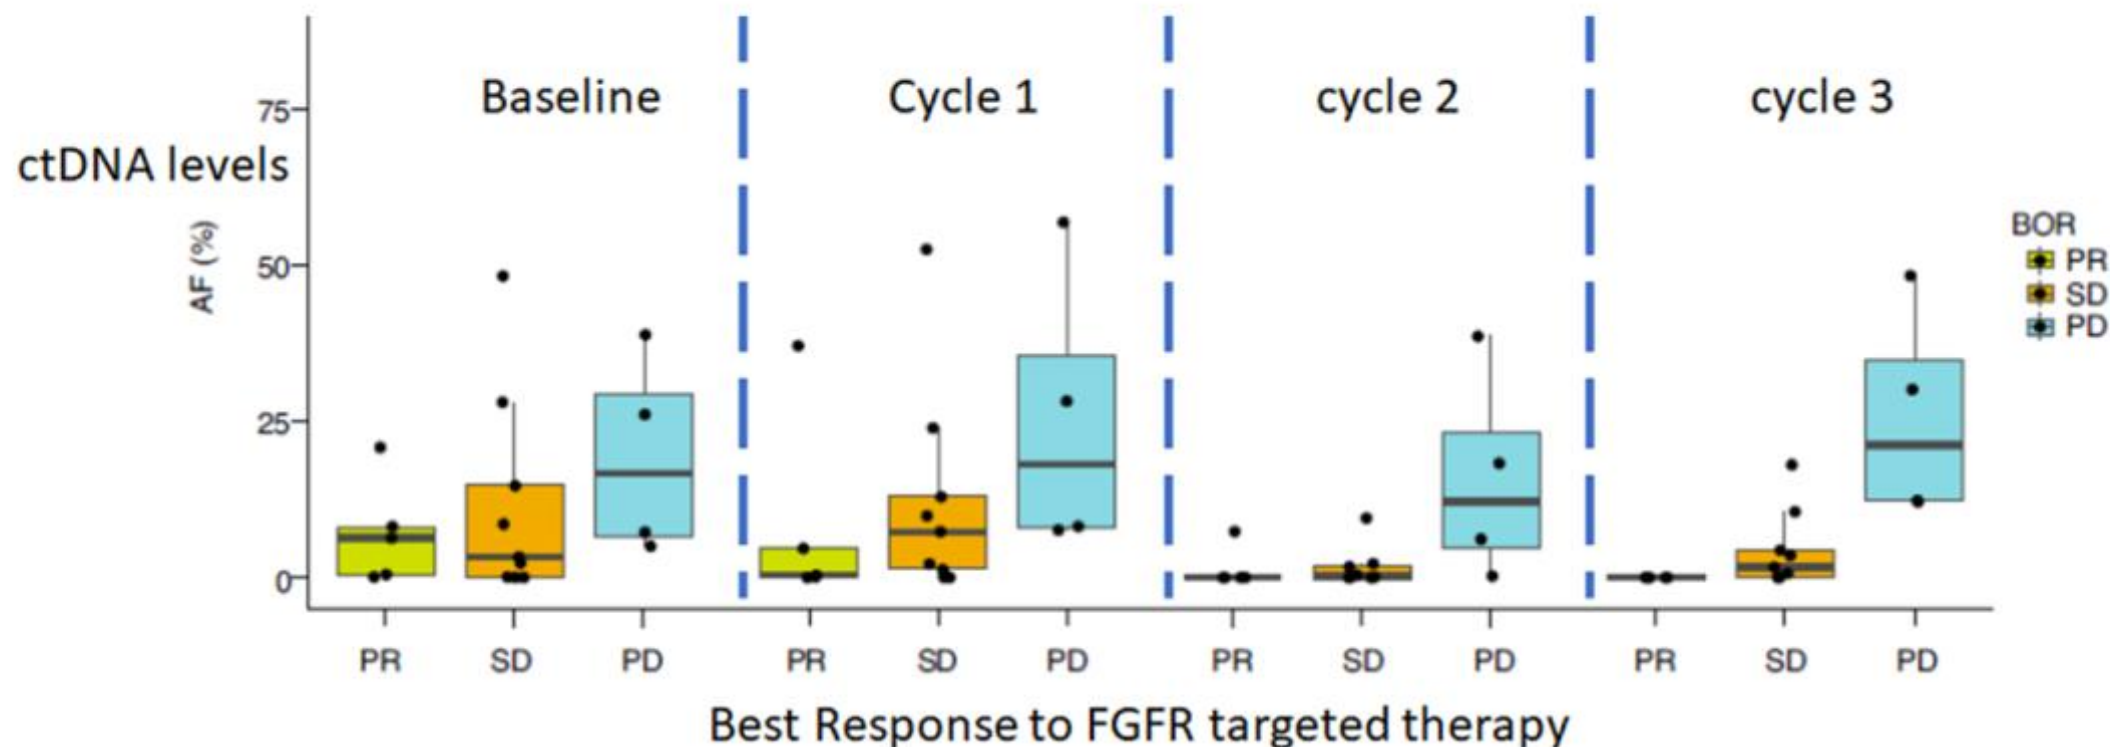 Baseline
Cycle 1
cycle 2
cycle 3
ctDNA levels
AF (%)
75
50
25
0
PR SD PD PR SD PD PR SD PD PR SD PD
Best Response to FGFR targeted therapy
BOR
PR
SD
PD